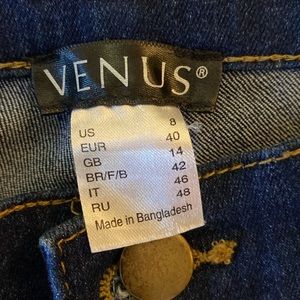 VENUS®
US 8
EUR 40
GB 14
BR/F/B 42
IT 46
RU 48
Made in Bangladesh